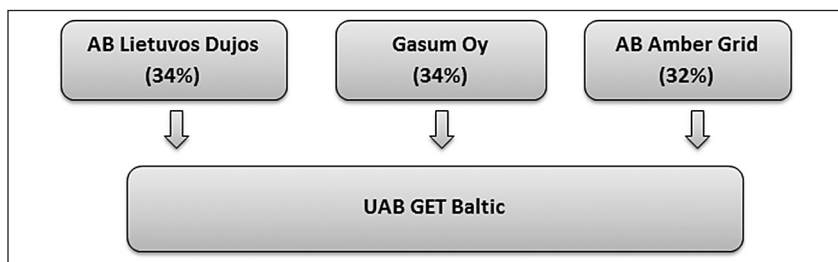 AB Lietuvos Dujos
(34%)
Gasum Oy
(34%)
AB Amber Grid
(32%)
UAB GET Baltic